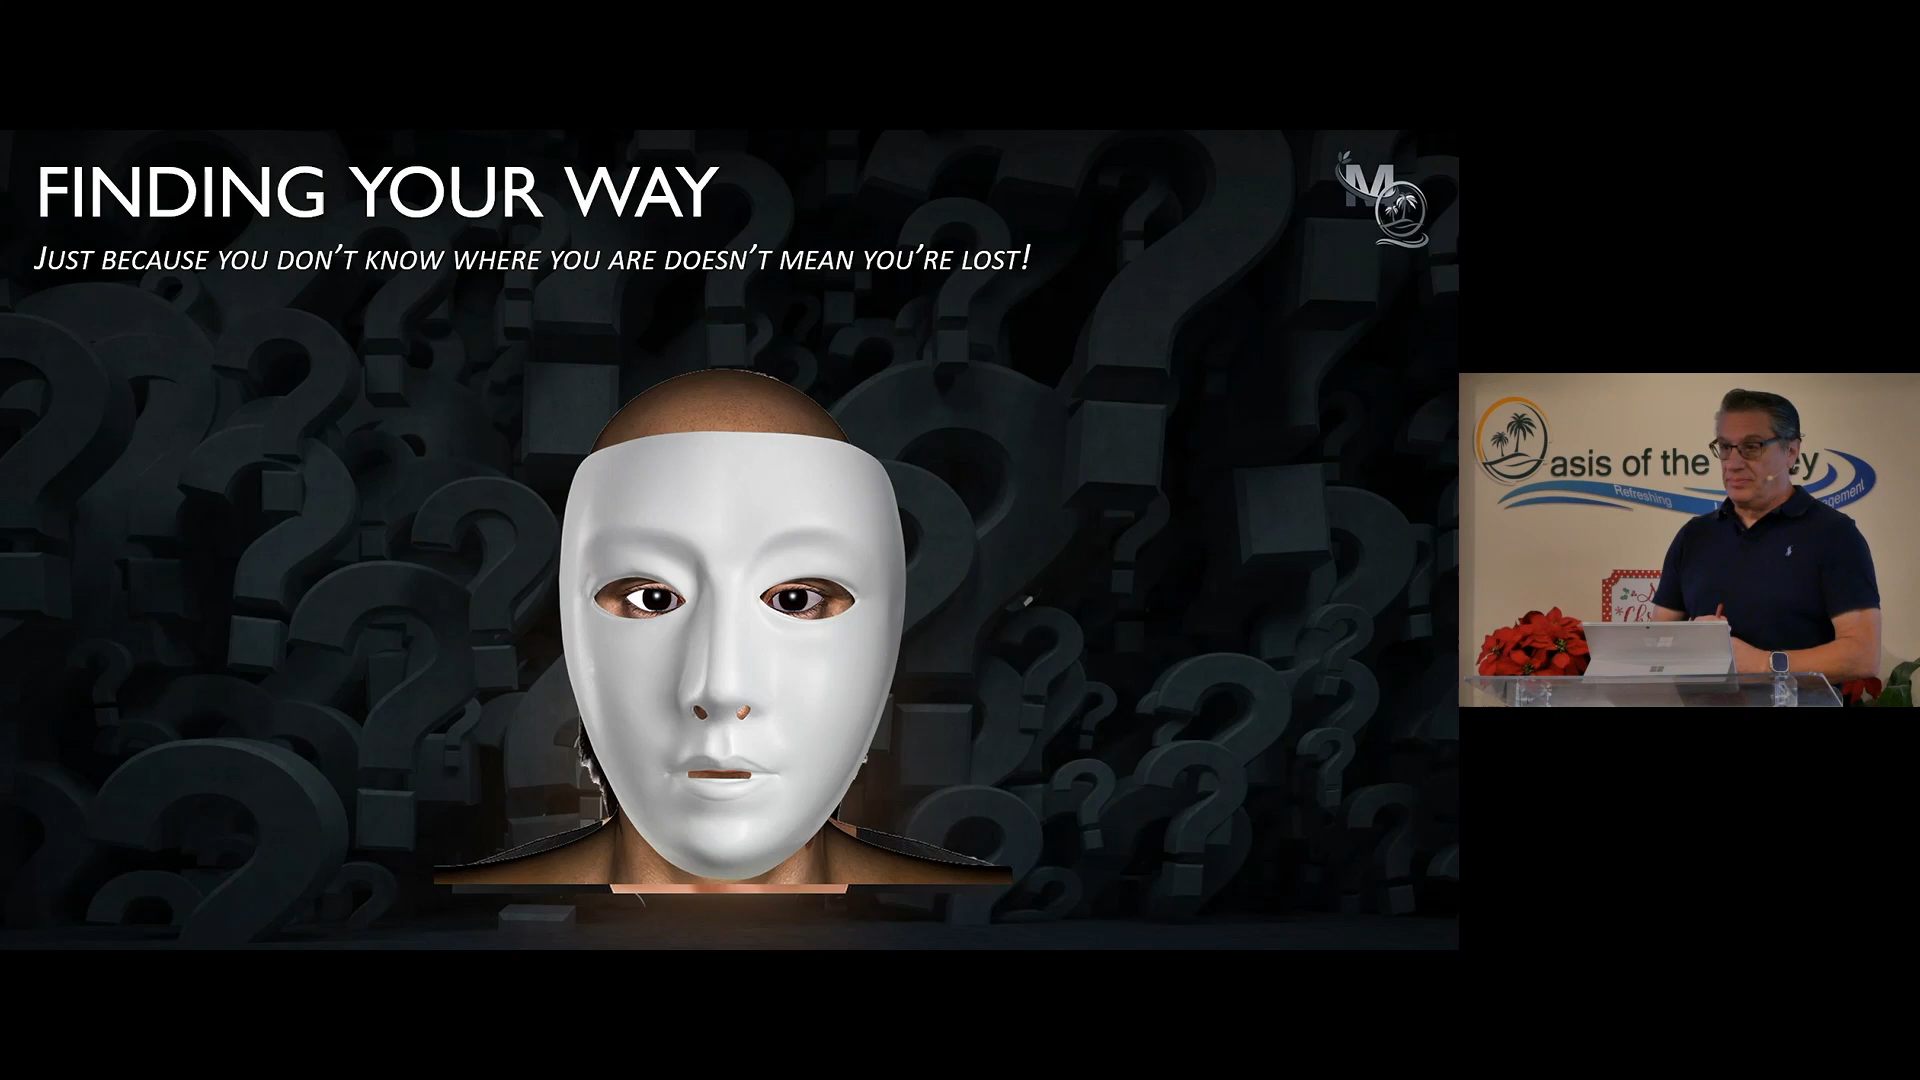 FINDING YOUR WAY
JUST BECAUSE YOU DON'T KNOW WHERE YOU ARE DOESN'T MEAN YOU'RE LOST!
M
asis of the ey
Refreshing